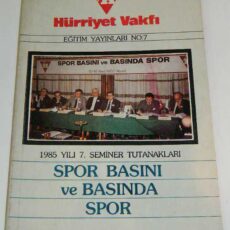 Hürriyet Vakfı
EĞİTİM YAYINLARI NO:7
SPOR BASINI ve BASINDA SPOR
1985 YILI 7. SEMİNER TUTANAKLARI
SPOR BASINI
ve BASINDA
SPOR